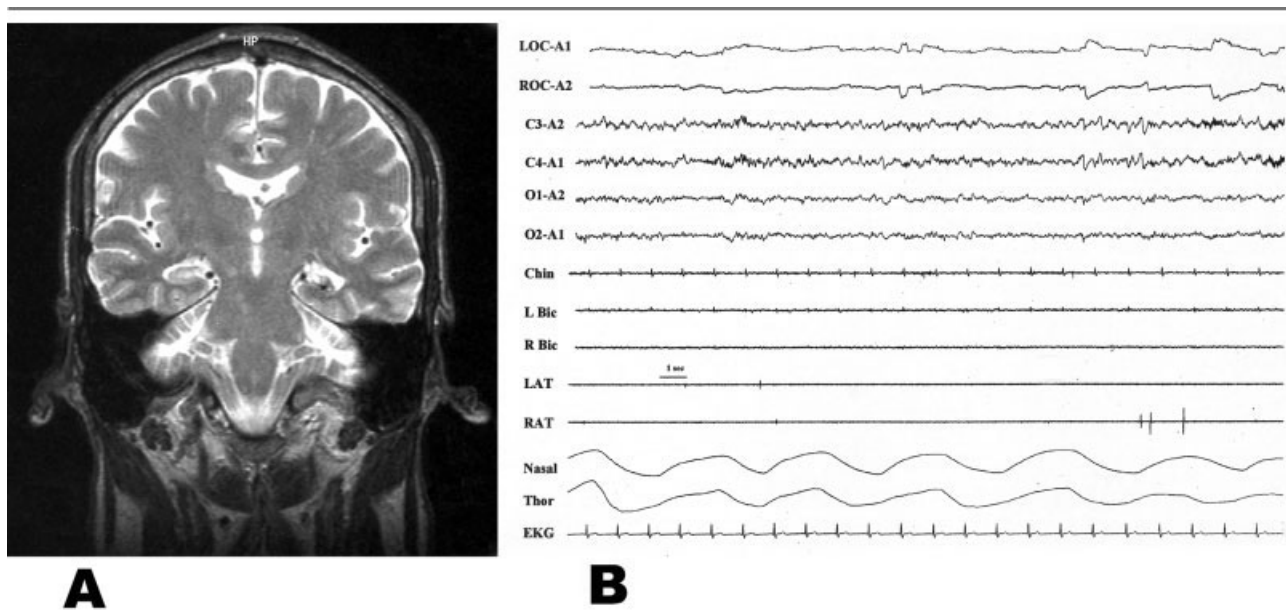 HP
LOC-A1
ROC-A2
C3-A2
C4-A1
O1-A2
O2-A1
Chin
L Bic
R Bic
1 sec
LAT
RAT
Nasal
Thor
EKG
A
B